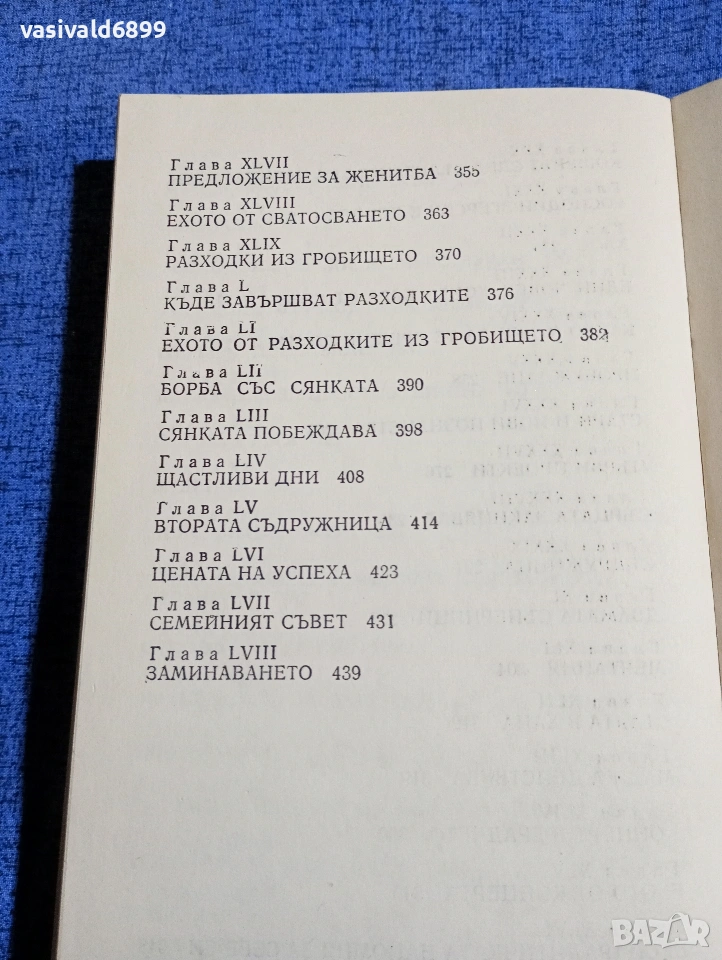 vasivald6899
Глава XLVII
ПРЕДЛОЖЕНИЕ ЗА ЖЕНИТБА 355
Глава XLVIII
ЕХОТО ОТ СВАТОСВАНЕТО 363
Глава XLIX
РАЗХОДКИ ИЗ ГРОБИЩЕТО 370
Глава L
КЪДЕ ЗАВЪРШВАТ РАЗХОДКИТЕ 376
Глава LI
ЕХОТО ОТ РАЗХОДКИТЕ ИЗ ГРОБИЩЕТО 382
Глава LII
БОРБА СЪС СЯНКАТА 390
Глава LIII
СЯНКАТА ПОБЕЖДАВА 398
Глава LIV
ЩАСТЛИВИ ДНИ 408
Глава LV
ВТОРАТА СЪДРУЖНИЦА 414
Глава LVI
ЦЕНАТА НА УСПЕХА 423
Глава LVII
СЕМЕЙНИЯТ СЪВЕТ 431
Глава LVIII
ЗАМИНАВАНЕТО 439
BAZAR